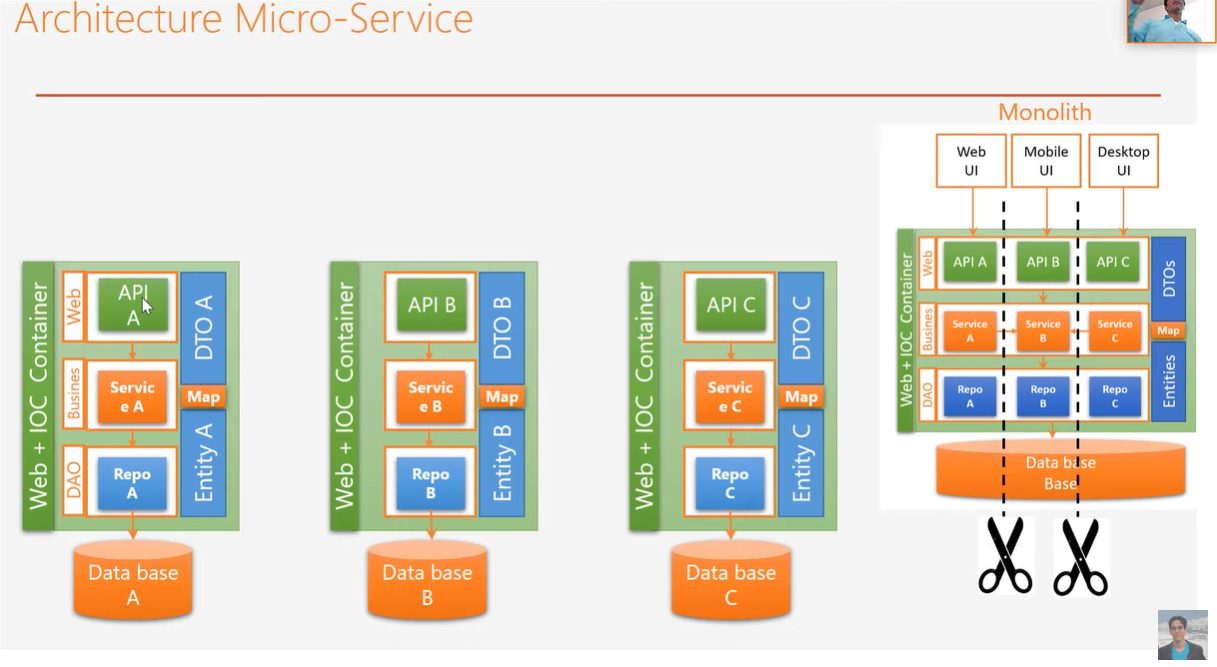 Architecture Micro-Service
Monolith
Web
UI
Mobile
UI
Desktop
UI
Web + IOC Container
Web
API A
API B
API C
DTOs
Busines
Service
A
Service
B
Service
C
Map
DAO
Repo
A
Repo
B
Repo
C
Entities
Data base
Base
Web + IOC Container
Web
API
A
DTO A
Busines
Servic
e A
Map
DAO
Repo
A
Entity A
Data base
A
Web + IOC Container
API B
DTO B
Servic
e B
Map
Repo
B
Entity B
Data base
B
Web + IOC Container
API C
DTO C
Servic
e C
Map
Repo
C
Entity C
Data base
C